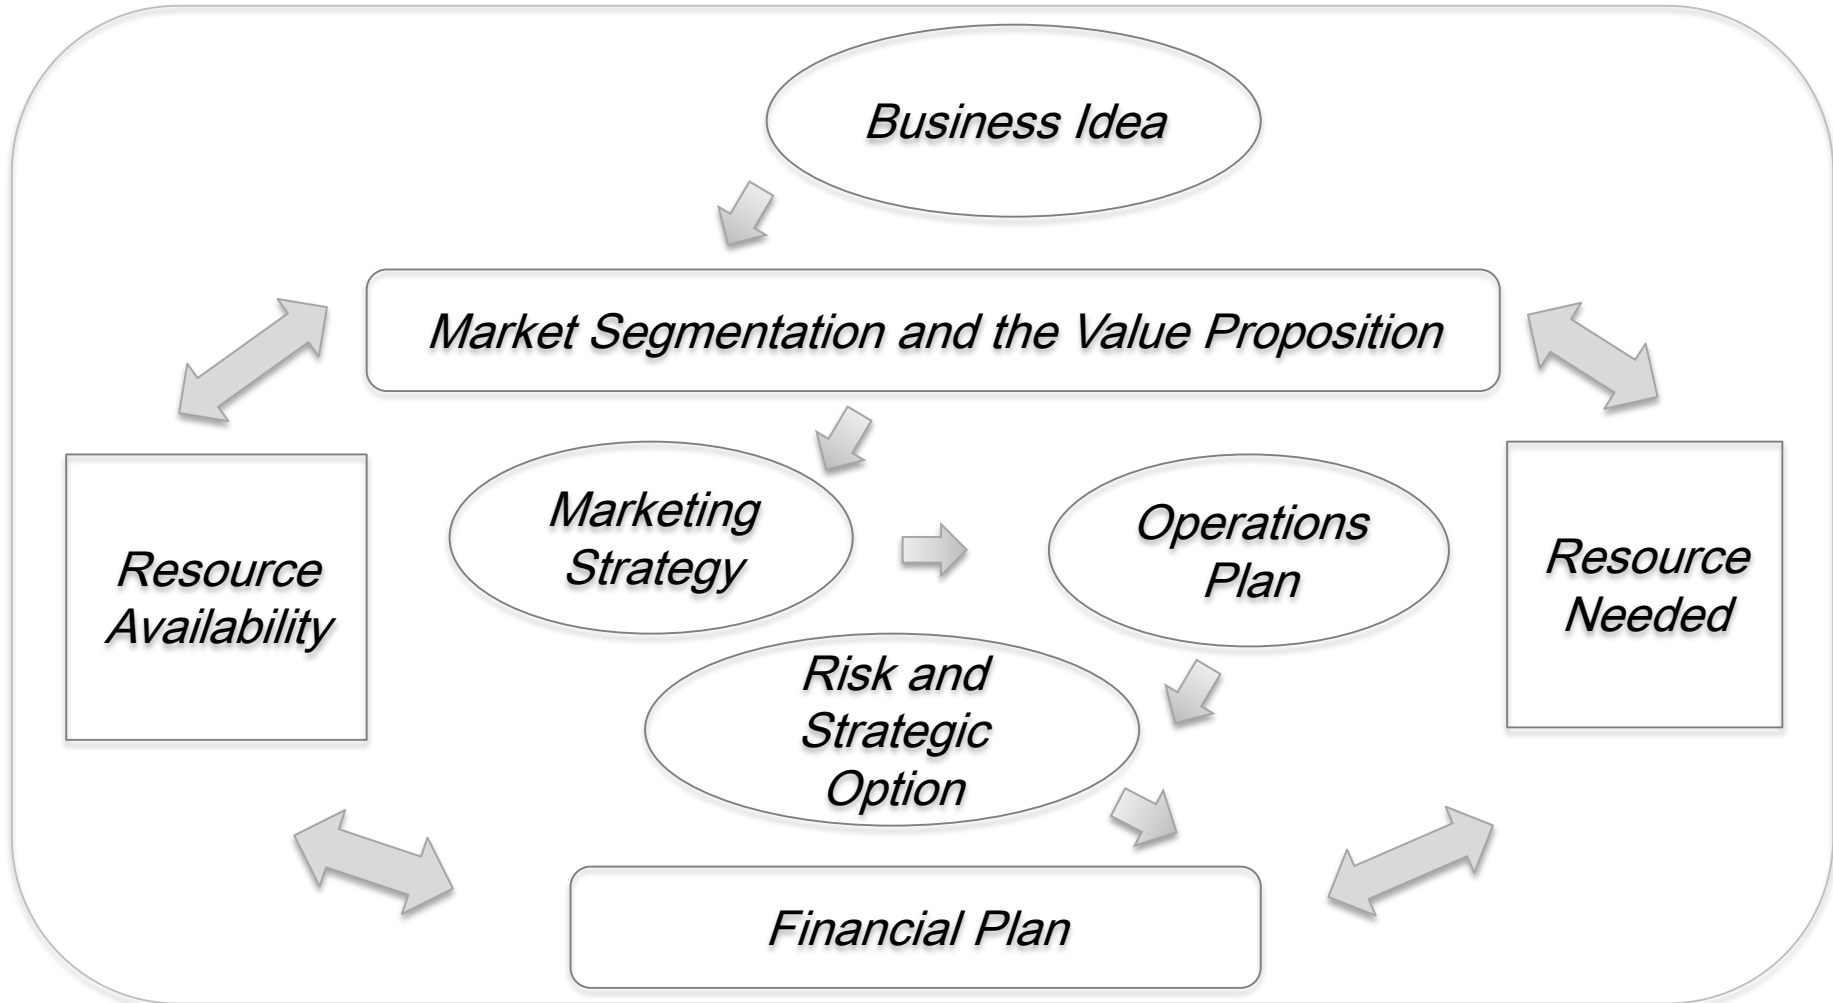 Business Idea
Market Segmentation and the Value Proposition
Marketing
Strategy
Operations
Plan
Resource
Availability
Resource
Needed
Risk and
Strategic
Option
Financial Plan